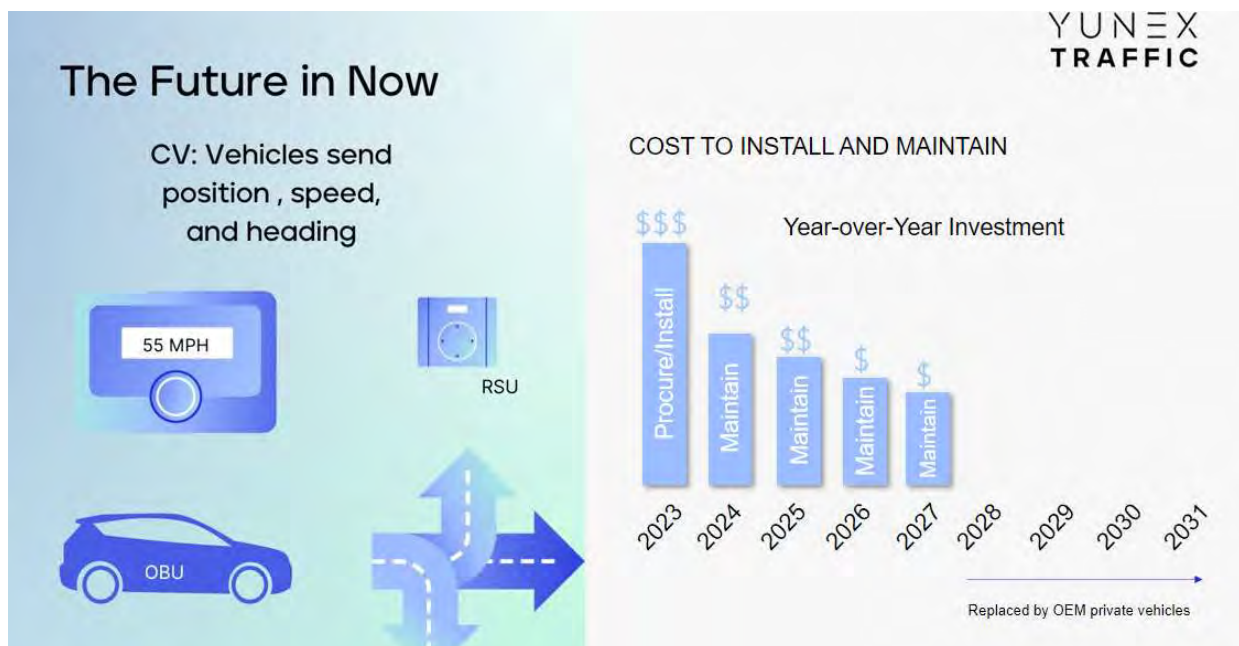 YUNEX
TRAFFIC
The Future in Now
CV: Vehicles send
position , speed,
and heading
55 MPH
RSU
OBU
COST TO INSTALL AND MAINTAIN
Year-over-Year Investment
$$$
$$
$$
$
$
Procure/Install
Maintain
Maintain
Maintain
Maintain
2023
2024
2025
2026
2027
2028
2029
2030
2031
Replaced by OEM private vehicles